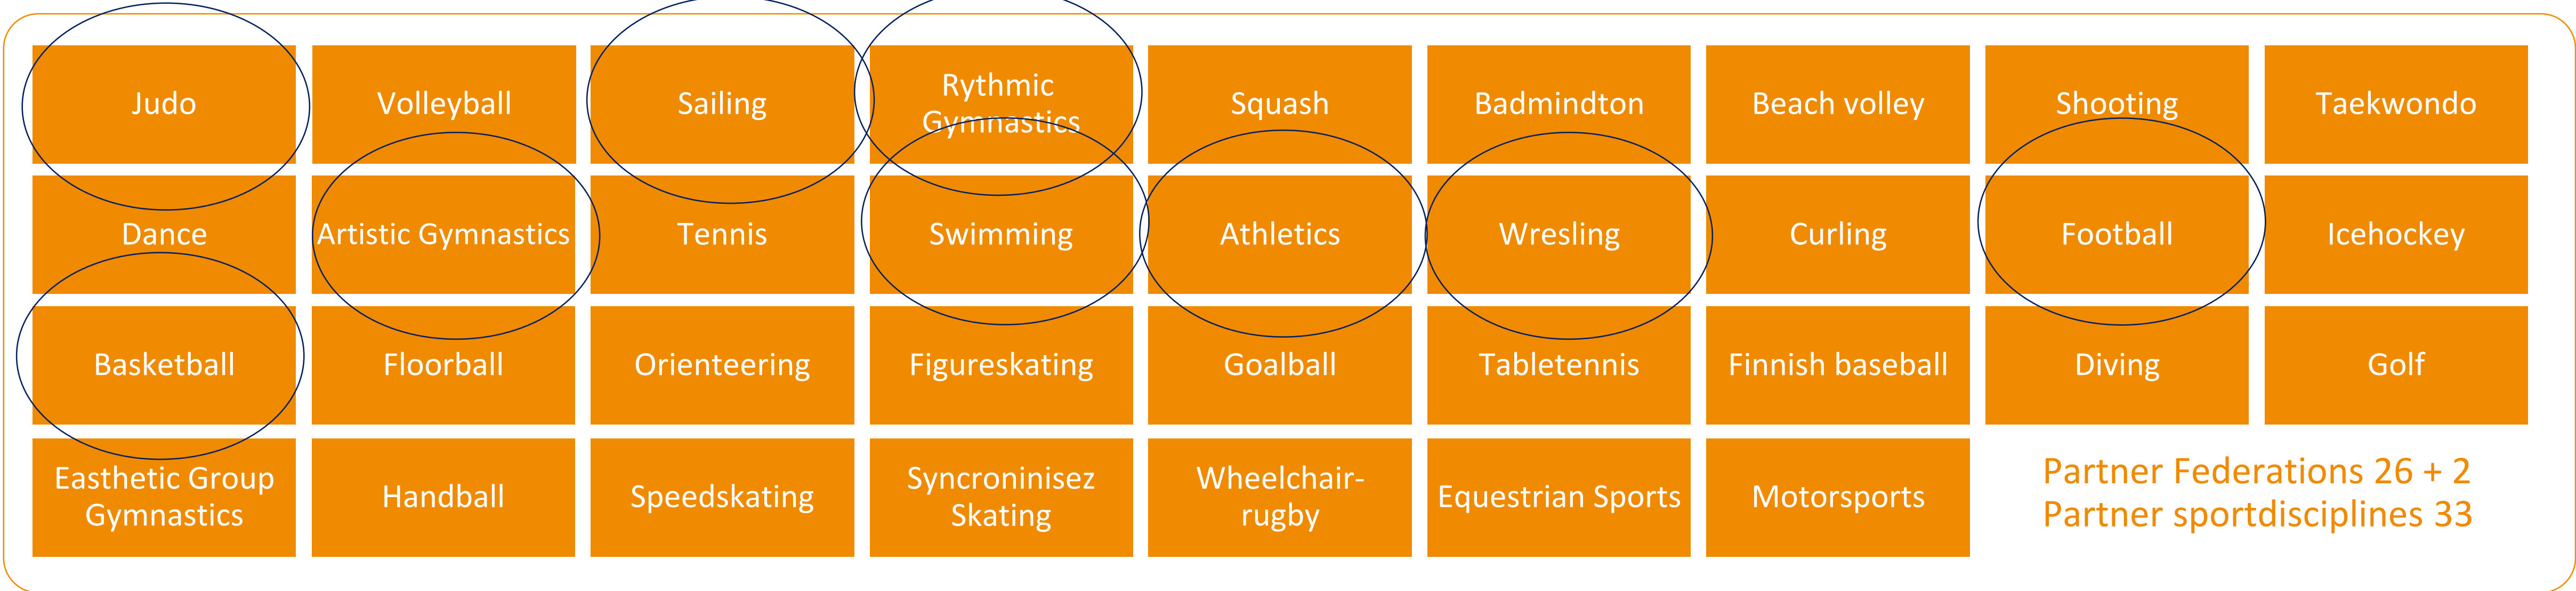 Judo
Volleyball
Sailing
Rythmic
Gymnastics
Squash
Badmindton
Beach volley
Shooting
Taekwondo
Dance
Artistic Gymnastics
Tennis
Swimming
Athletics
Wresling
Curling
Football
Icehockey
Basketball
Floorball
Orienteering
Figureskating
Goalball
Tabletennis
Finnish baseball
Diving
Golf
Easthetic Group
Gymnastics
Handball
Speedskating
Syncroninisez
Skating
Wheelchair-
rugby
Equestrian Sports
Motorsports
Partner Federations 26 + 2
Partner sportdisciplines 33